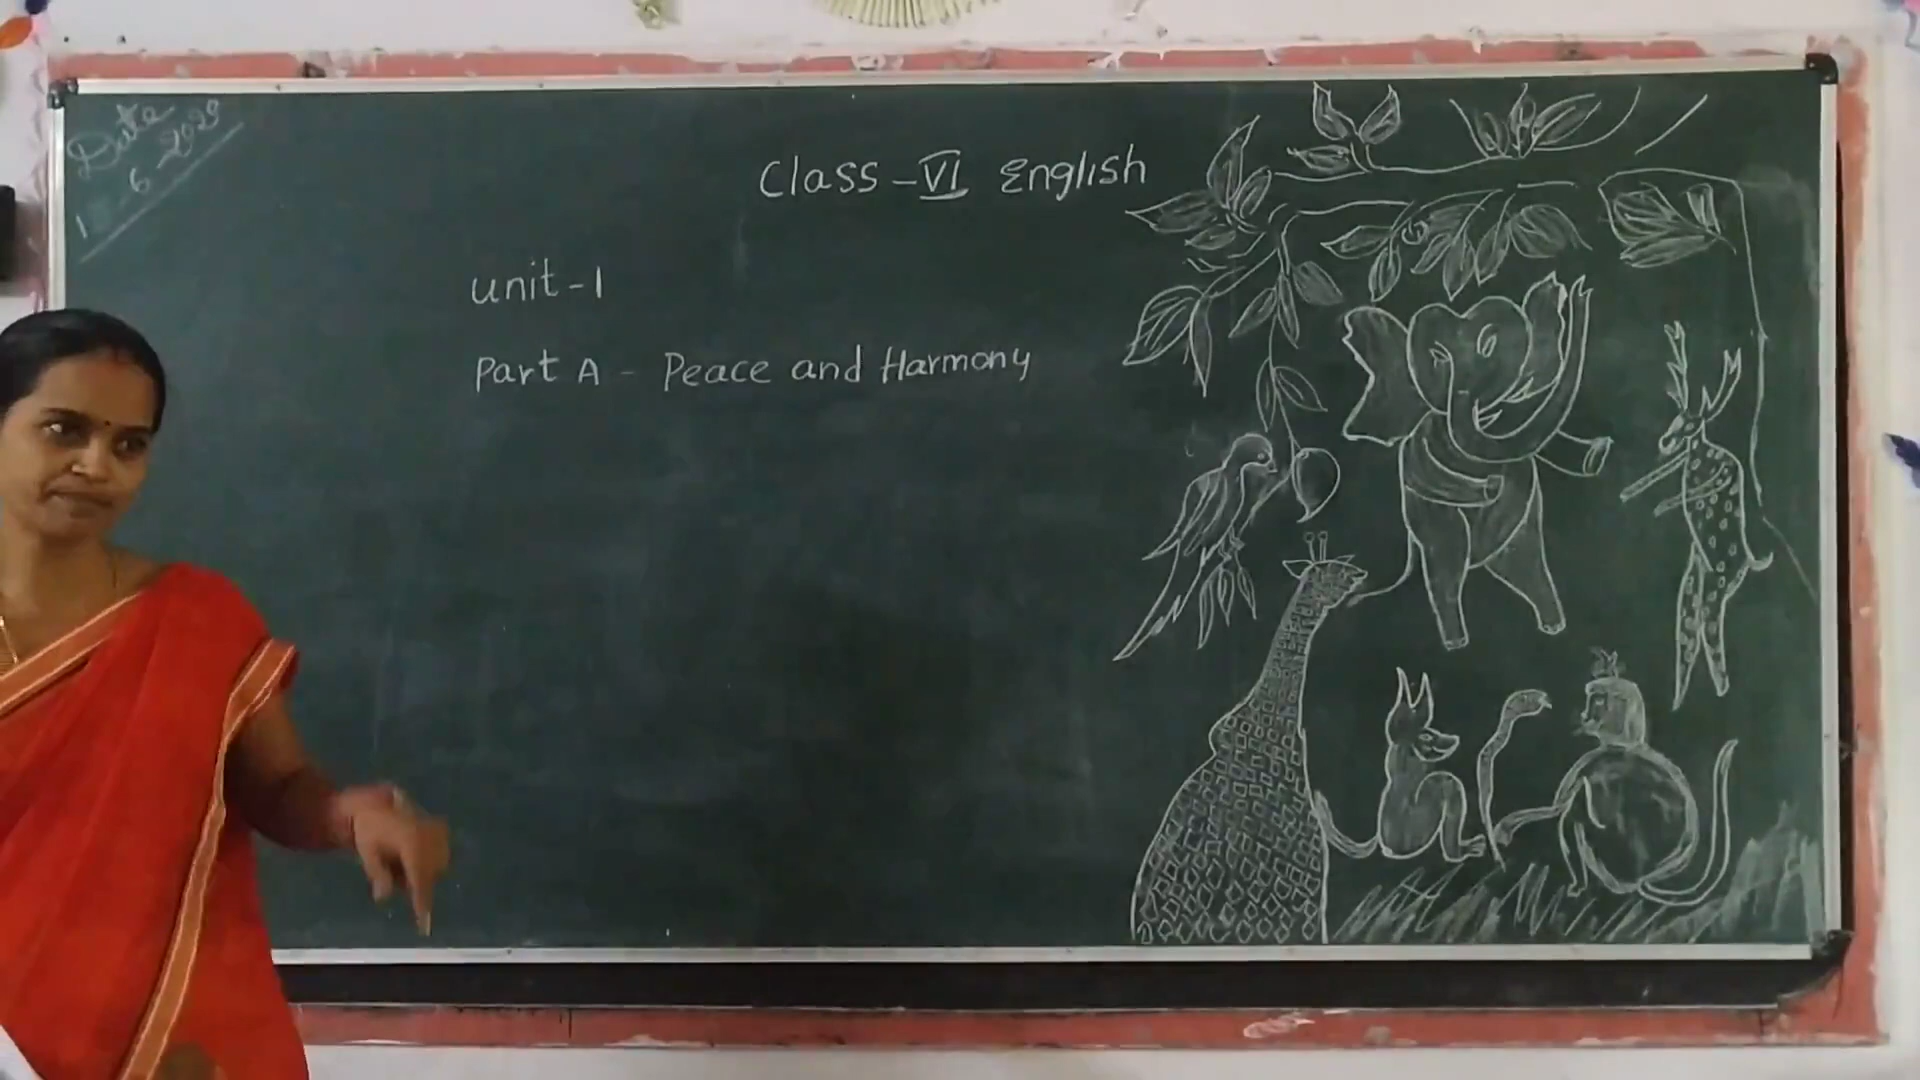 Date
Class - VI English
Unit - 1
Part A - Peace and Harmony